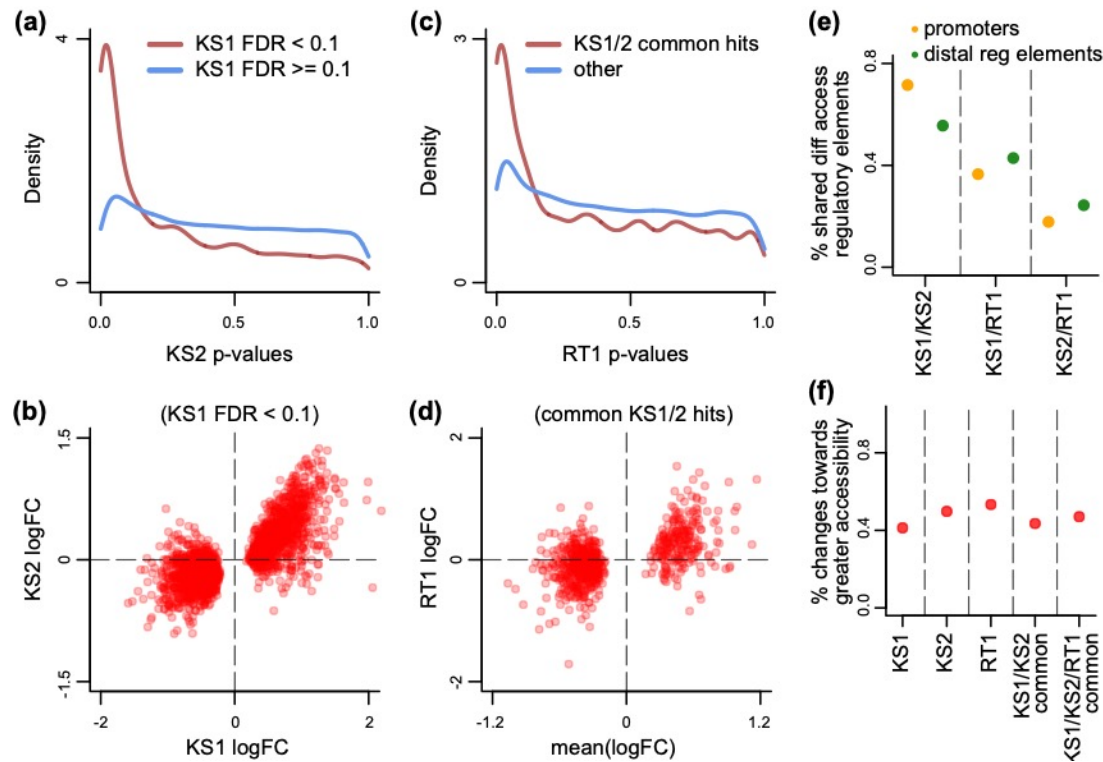 (a)
4
KS1 FDR < 0.1
KS1 FDR >= 0.1
Density
0
0.0
0.5
1.0
KS2 p-values
(c)
3
KS1/2 common hits
other
Density
0
0.0
0.5
1.0
RT1 p-values
(e)
promoters
distal reg elements
% shared diff access
regulatory elements
0.8
0.4
0.0
KS1/KS2
KS1/RT1
KS2/RT1
(b)
(KS1 FDR < 0.1)
1.5
KS2 logFC
0
-1.5
-2
0
2
KS1 logFC
(d)
(common KS1/2 hits)
2
RT1 logFC
0
-2
-1.2
0
1.2
mean(logFC)
(f)
% changes towards
greater accessibility
0.8
0.4
0.0
KS1
KS2
RT1
KS1/KS2
common
KS1/KS2/RT1
common